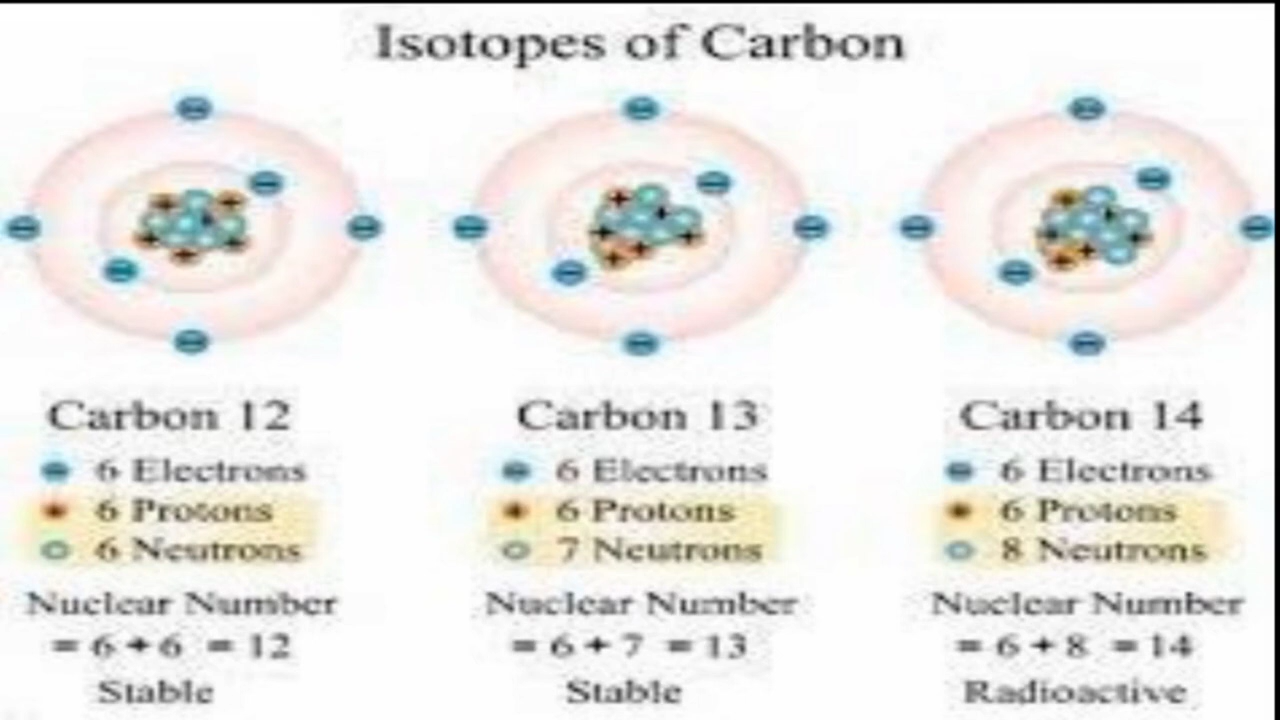 Isotopes of Carbon
Carbon 12
6 Electrons
6 Protons
6 Neutrons
Nuclear Number
= 6 + 6 = 12
Stable
Carbon 13
6 Electrons
6 Protons
7 Neutrons
Nuclear Number
= 6 + 7 = 13
Stable
Carbon 14
6 Electrons
6 Protons
8 Neutrons
Nuclear Number
= 6 + 8 = 14
Radioactive